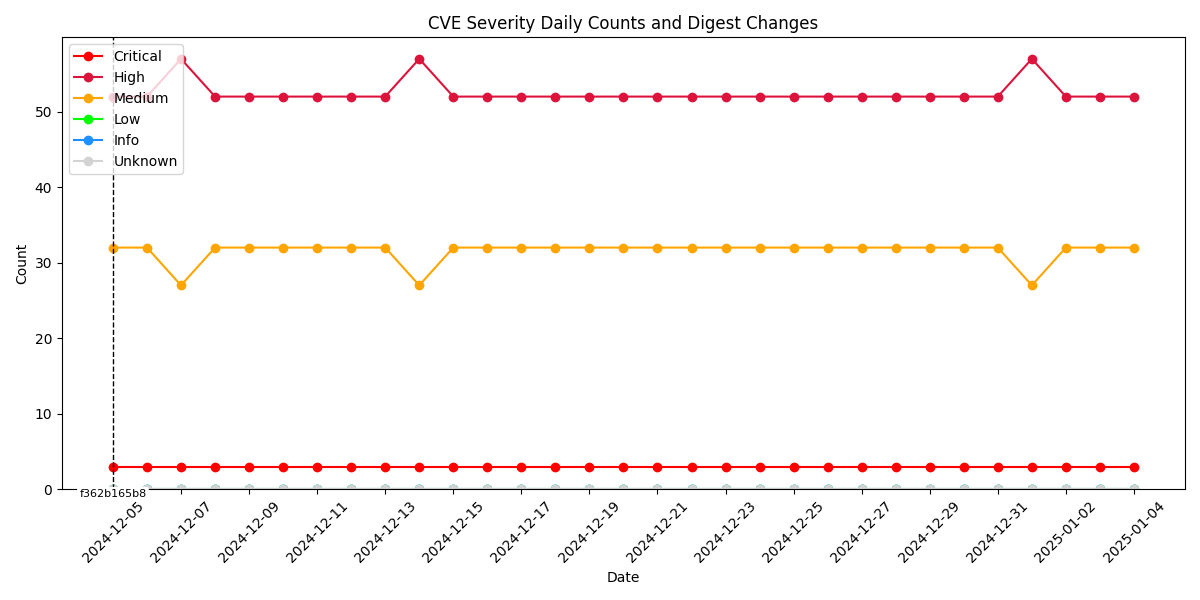 CVE Severity Daily Counts and Digest Changes
Critical
High
Medium
Low
Info
Unknown
Count
50
40
30
20
10
0
f362b165b8
2024-12-05
2024-12-07
2024-12-09
2024-12-11
2024-12-13
2024-12-15
2024-12-17
2024-12-19
2024-12-21
2024-12-23
2024-12-25
2024-12-27
2024-12-29
2024-12-31
2025-01-02
2025-01-04
Date